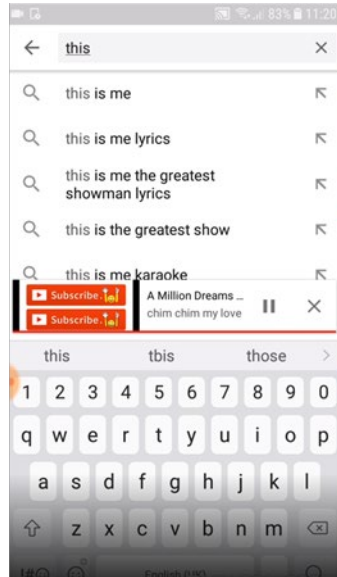 83% 11:20
this
this is me
this is me lyrics
this is me the greatest
showman lyrics
this is the greatest show
this is me karaoke
Subscribe
Subscribe
A Million Dreams ...
chim chim my love
this tbis those
1 2 3 4 5 6 7 8 9 0
q w e r t y u i o p
a s d f g h j k l
z x c v b n m
!#☺ English (UK)